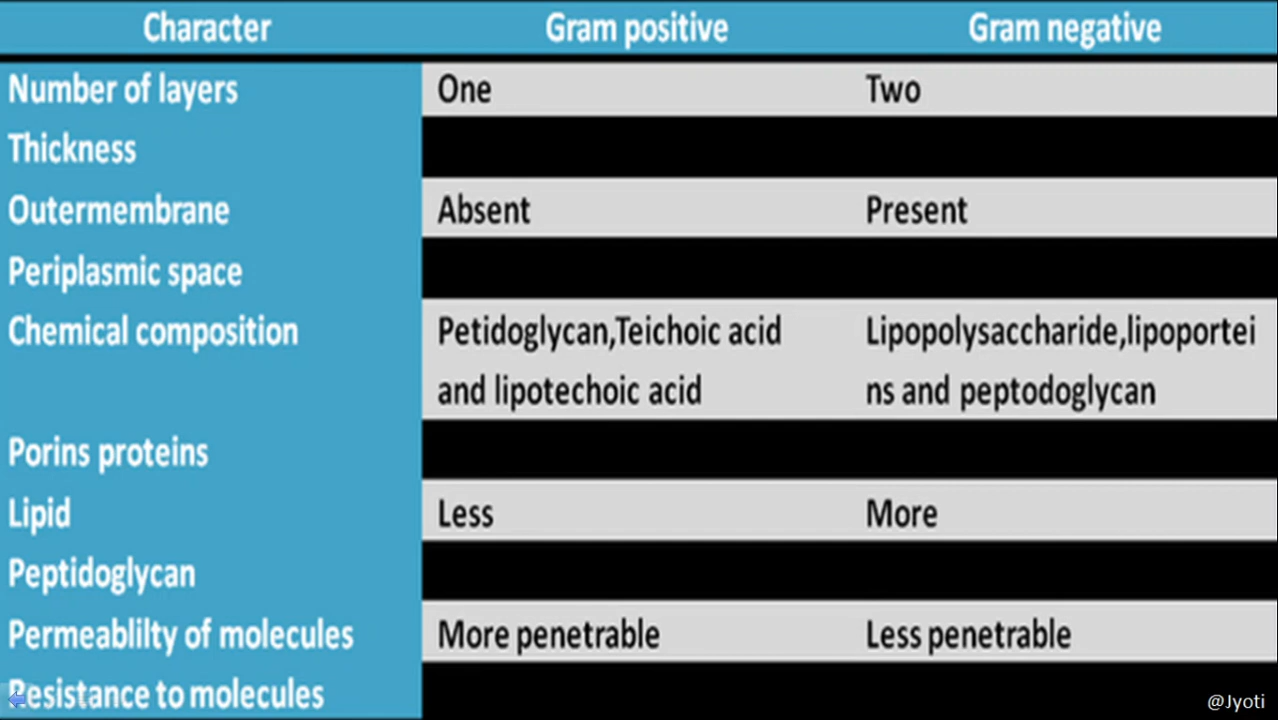 Character Gram positive Gram negative
Number of layers One Two
Thickness
Outermembrane Absent Present
Periplasmic space
Chemical composition Petidoglycan,Teichoic acid Lipopolysaccharide,lipoportei
and lipotechoic acid ns and peptodoglycan
Porins proteins
Lipid Less More
Peptidoglycan
Permeablilty of molecules More penetrable Less penetrable
Resistance to molecules
@Jyoti